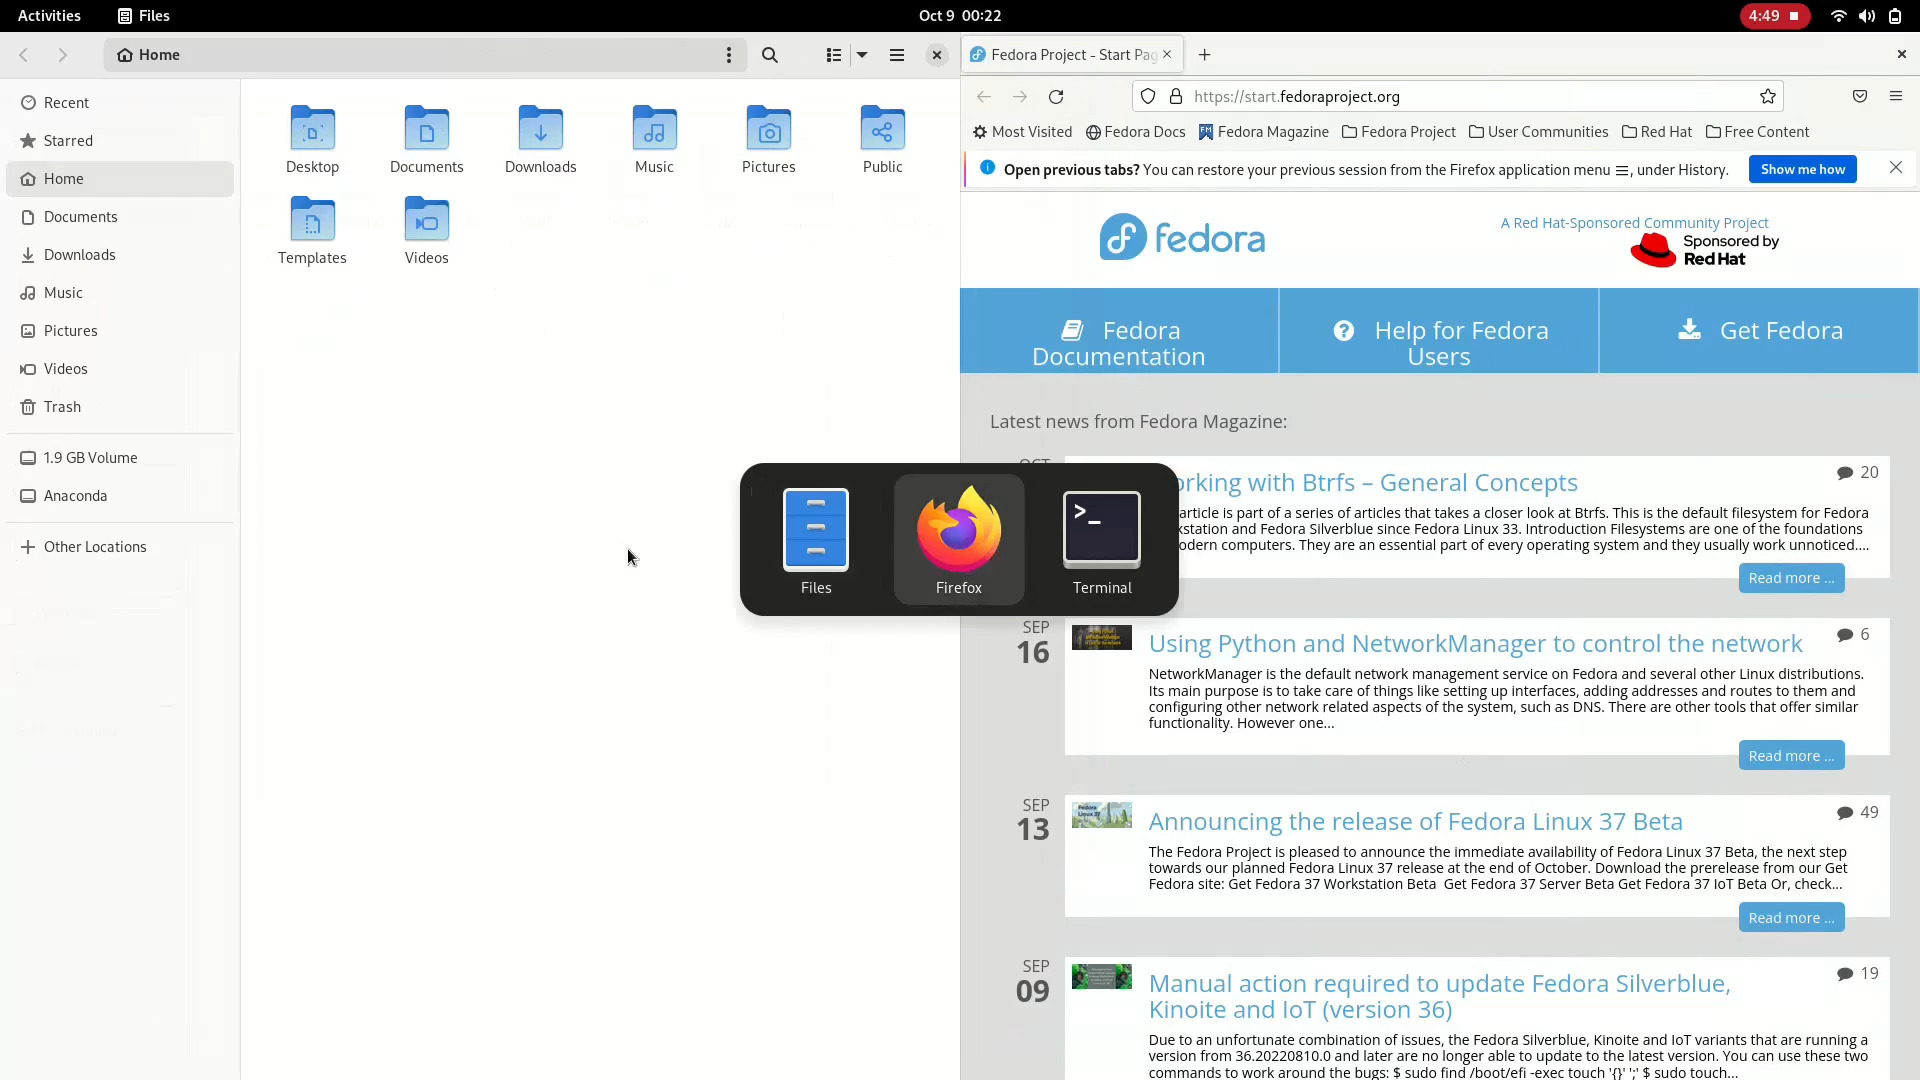 Activities
Files
Oct 9 00:22
4:49
Home
Recent
Starred
Home
Documents
Downloads
Music
Pictures
Videos
Trash
1.9 GB Volume
Anaconda
Other Locations
Desktop
Documents
Downloads
Music
Pictures
Public
Templates
Videos
Fedora Project - Start Pag
https://start.fedoraproject.org
Most Visited
Fedora Docs
Fedora Magazine
Fedora Project
User Communities
Red Hat
Free Content
Open previous tabs? You can restore your previous session from the Firefox application menu ☰, under History.
Show me how
fedora
A Red Hat-Sponsored Community Project
Sponsored by
Red Hat
Fedora
Documentation
Help for Fedora
Users
Get Fedora
Latest news from Fedora Magazine:
Files
Firefox
Terminal
orking with Btrfs – General Concepts
20
article is part of a series of articles that takes a closer look at Btrfs. This is the default filesystem for Fedora
kstation and Fedora Silverblue since Fedora Linux 33. Introduction Filesystems are one of the foundations
odern computers. They are an essential part of every operating system and they usually work unnoticed....
Read more ...
SEP
16
Using Python and NetworkManager to control the network
6
NetworkManager is the default network management service on Fedora and several other Linux distributions.
Its main purpose is to take care of things like setting up interfaces, adding addresses and routes to them and
configuring other network related aspects of the system, such as DNS. There are other tools that offer similar
functionality. However one...
Read more ...
SEP
13
Announcing the release of Fedora Linux 37 Beta
49
The Fedora Project is pleased to announce the immediate availability of Fedora Linux 37 Beta, the next step
towards our planned Fedora Linux 37 release at the end of October. Download the prerelease from our Get
Fedora site: Get Fedora 37 Workstation Beta Get Fedora 37 Server Beta Get Fedora 37 IoT Beta Or, check...
Read more ...
SEP
09
Manual action required to update Fedora Silverblue,
Kinoite and IoT (version 36)
19
Due to an unfortunate combination of issues, the Fedora Silverblue, Kinoite and IoT variants that are running a
version from 36.20220810.0 and later are no longer able to update to the latest version. You can use these two
commands to work around the bugs: $ sudo find /boot/efi -exec touch '{}' ';' $ sudo touch...